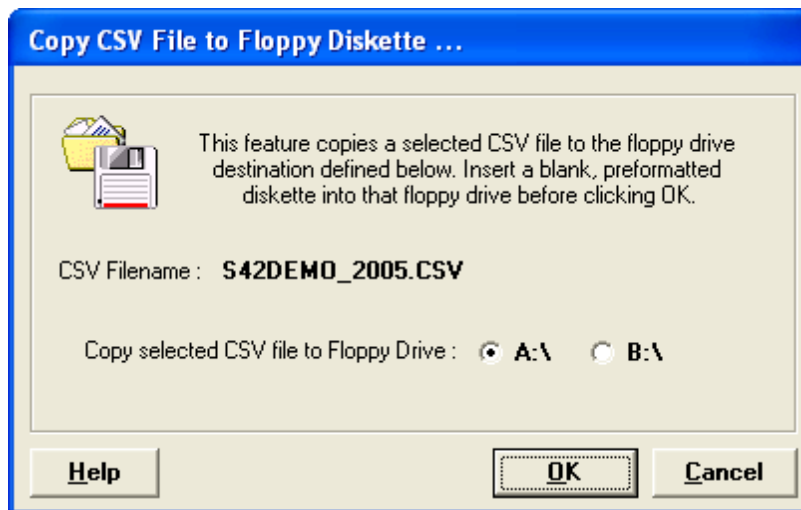 Copy CSV File to Floppy Diskette ...
This feature copies a selected CSV file to the floppy drive
destination defined below. Insert a blank, preformatted
diskette into that floppy drive before clicking OK.
CSV Filename : S42DEMO_2005.CSV
Copy selected CSV file to Floppy Drive : A:\ B:\
Help OK Cancel